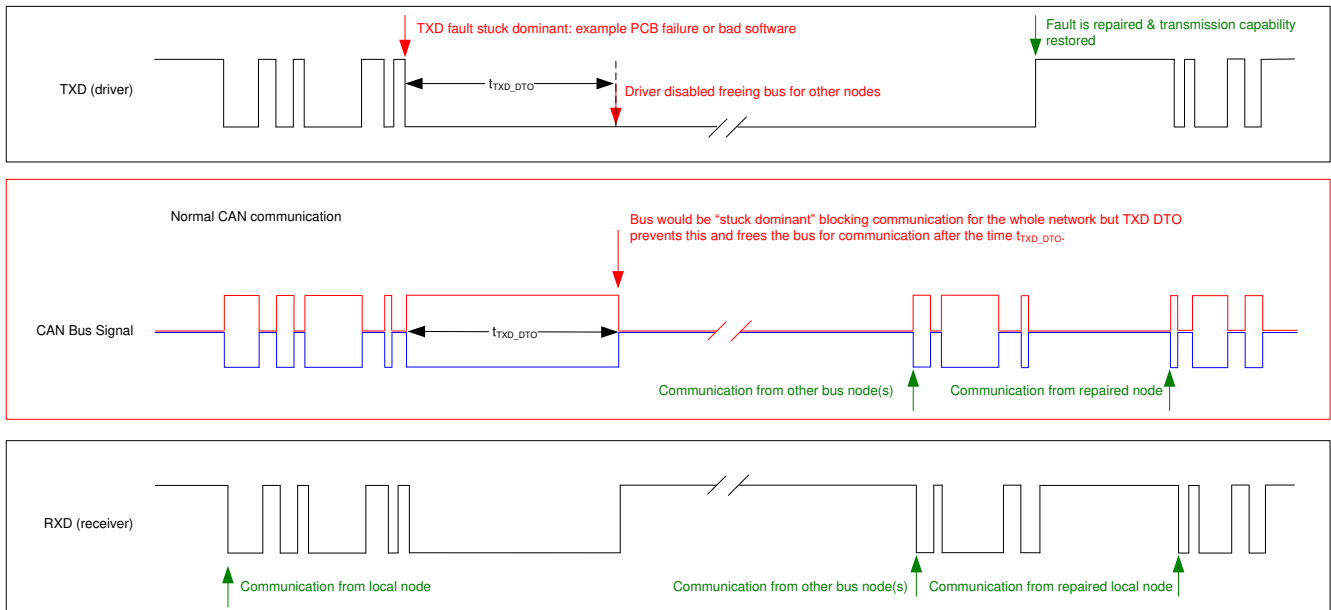 TXD fault stuck dominant: example PCB failure or bad software
Fault is repaired & transmission capability
restored
TXD (driver)
tTXD_DTO
Driver disabled freeing bus for other nodes
Normal CAN communication
Bus would be “stuck dominant” blocking communication for the whole network but TXD DTO
prevents this and frees the bus for communication after the time tTXD_DTO.
CAN Bus Signal
tTXD_DTO
Communication from other bus node(s)
Communication from repaired node
RXD (receiver)
Communication from local node
Communication from other bus node(s)
Communication from repaired local node